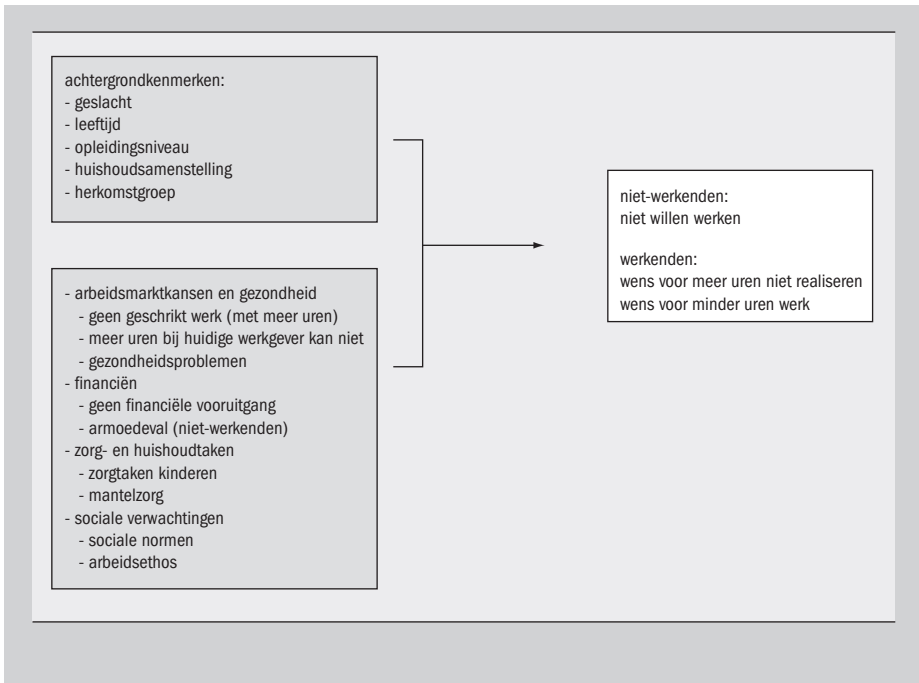 achtergrondkenmerken:
- geslacht
- leeftijd
- opleidingsniveau
- huishoudsamenstelling
- herkomstgroep
- arbeidsmarktkansen en gezondheid
- geen geschrikt werk (met meer uren)
- meer uren bij huidige werkgever kan niet
- gezondheidsproblemen
- financiën
- geen financiële vooruitgang
- armoedeval (niet-werkenden)
- zorg- en huishoudtaken
- zorgtaken kinderen
- mantelzorg
- sociale verwachtingen
- sociale normen
- arbeidsethos
niet-werkenden:
niet willen werken
werkenden:
wens voor meer uren niet realiseren
wens voor minder uren werk